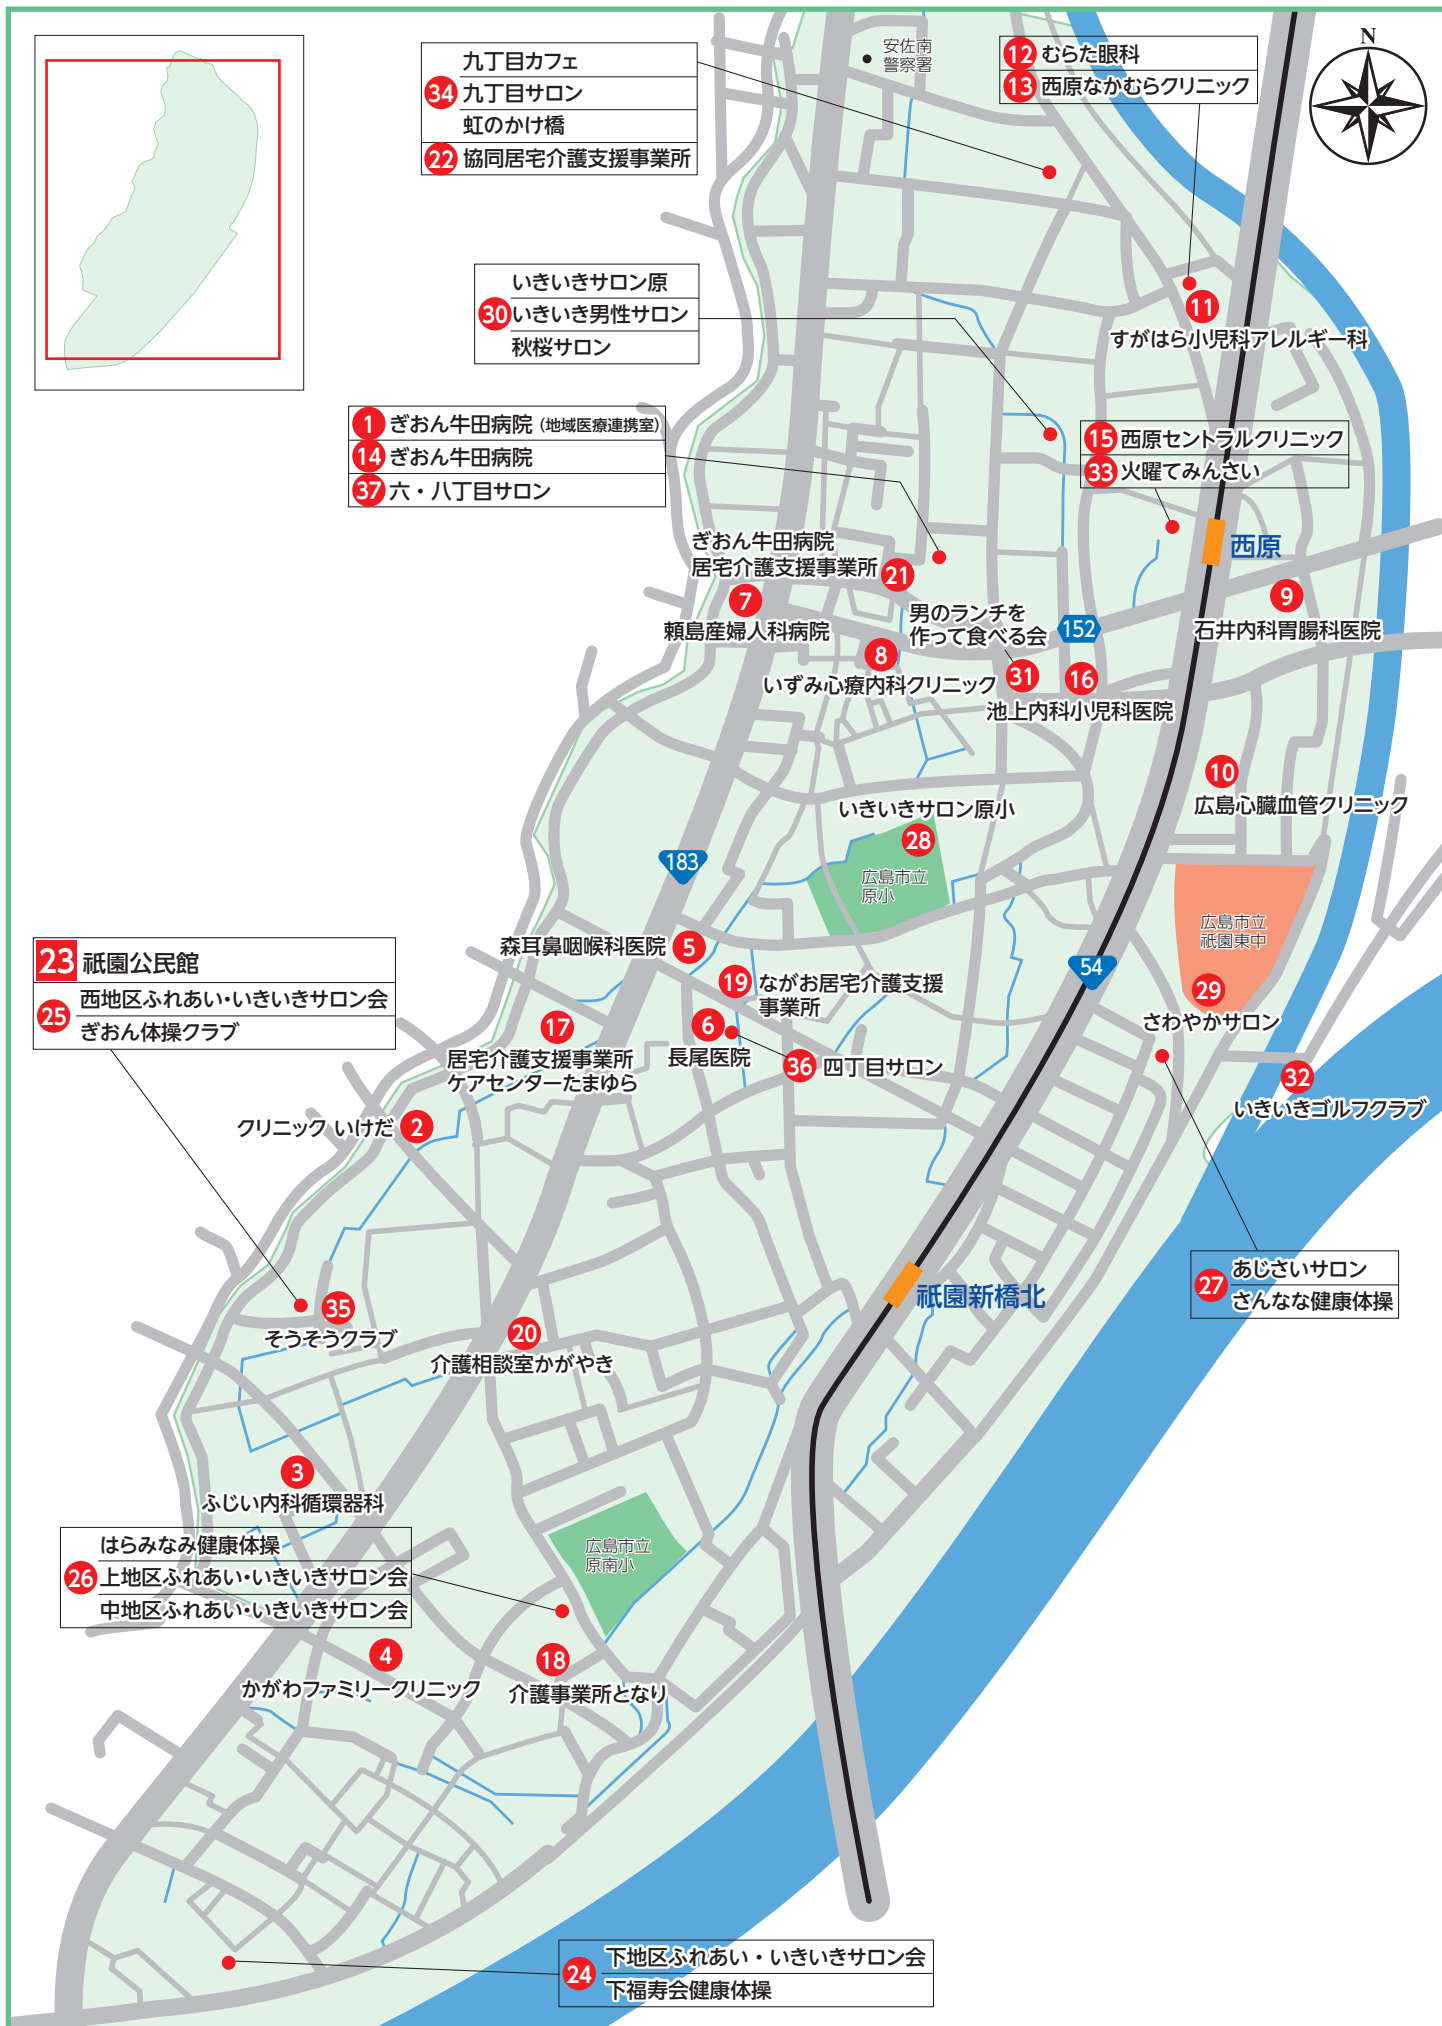 安佐南
警察署
N
九丁目カフェ
34 九丁目サロン
虹のかけ橋
22 協同居宅介護支援事業所
12 むらた眼科
13 西原なかむらクリニック
いきいきサロン原
30 いきいき男性サロン
秋桜サロン
11
すがはら小児科アレルギー科
1 ぎおん牛田病院 (地域医療連携室)
14 ぎおん牛田病院
37 六・八丁目サロン
15 西原セントラルクリニック
33 火曜てみんさい
西原
ぎおん牛田病院
居宅介護支援事業所 21
7
頼島産婦人科病院
男のランチを
作って食べる会
31
152
9
石井内科胃腸科医院
8
いずみ心療内科クリニック
16
池上内科小児科医院
10
広島心臓血管クリニック
いきいきサロン原小
28
広島市立
原小
183
広島市立
祇園東中
29
さわやかサロン
54
森耳鼻咽喉科医院 5
19 ながお居宅介護支援
事業所
23 祇園公民館
25 西地区ふれあい・いきいきサロン会
ぎおん体操クラブ
17
居宅介護支援事業所
ケアセンターたまゆら
6
長尾医院
36 四丁目サロン
32
いきいきゴルフクラブ
クリニック いけだ 2
27 あじさいサロン
さんなな健康体操
祇園新橋北
35
そうそうクラブ
20
介護相談室かがやき
3
ふじい内科循環器科
はらみなみ健康体操
26 上地区ふれあい・いきいきサロン会
中地区ふれあい・いきいきサロン会
広島市立
原南小
4
かがわファミリークリニック
18
介護事業所となり
24 下地区ふれあい・いきいきサロン会
下福寿会健康体操